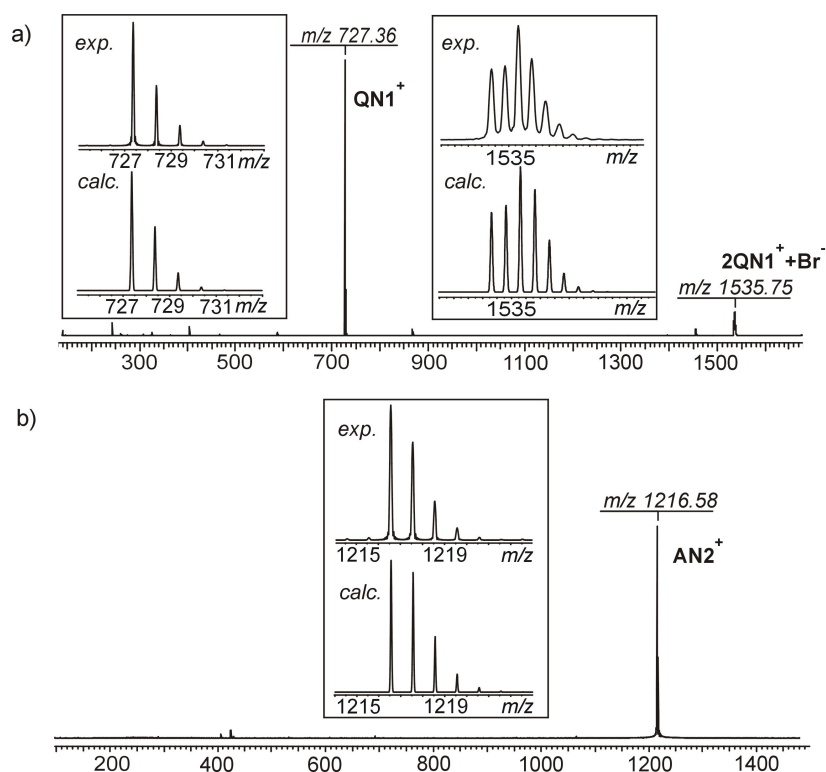 a)
exp.
727 729 731 m/z
calc.
727 729 731 m/z
m/z 727.36
QN1+
exp.
1535 m/z
calc.
1535 m/z
2QN1+ +Br-
m/z 1535.75
300 500 700 900 1100 1300 1500
b)
exp.
1215 1219 m/z
calc.
1215 1219 m/z
m/z 1216.58
AN2+
200 400 600 800 1000 1200 1400